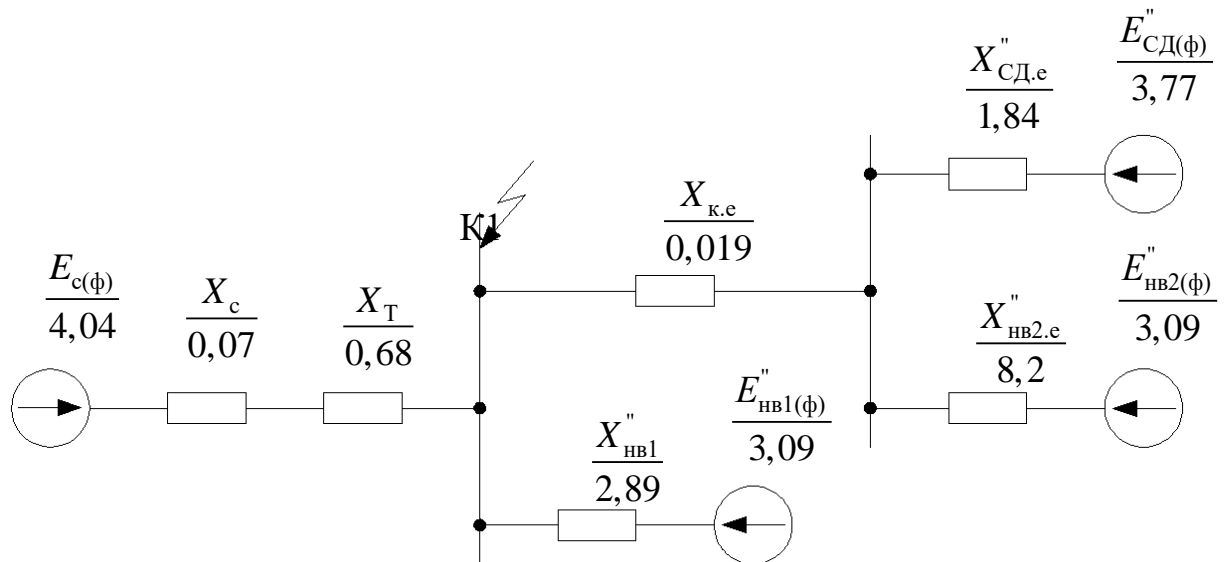 E"СД(ф)
3,77
X"СД.е
1,84
К1
Xк.е
0,019
Eс(ф)
4,04
Xс
0,07
XТ
0,68
E"нв2(ф)
3,09
X"нв2.е
8,2
E"нв1(ф)
3,09
X"нв1
2,89